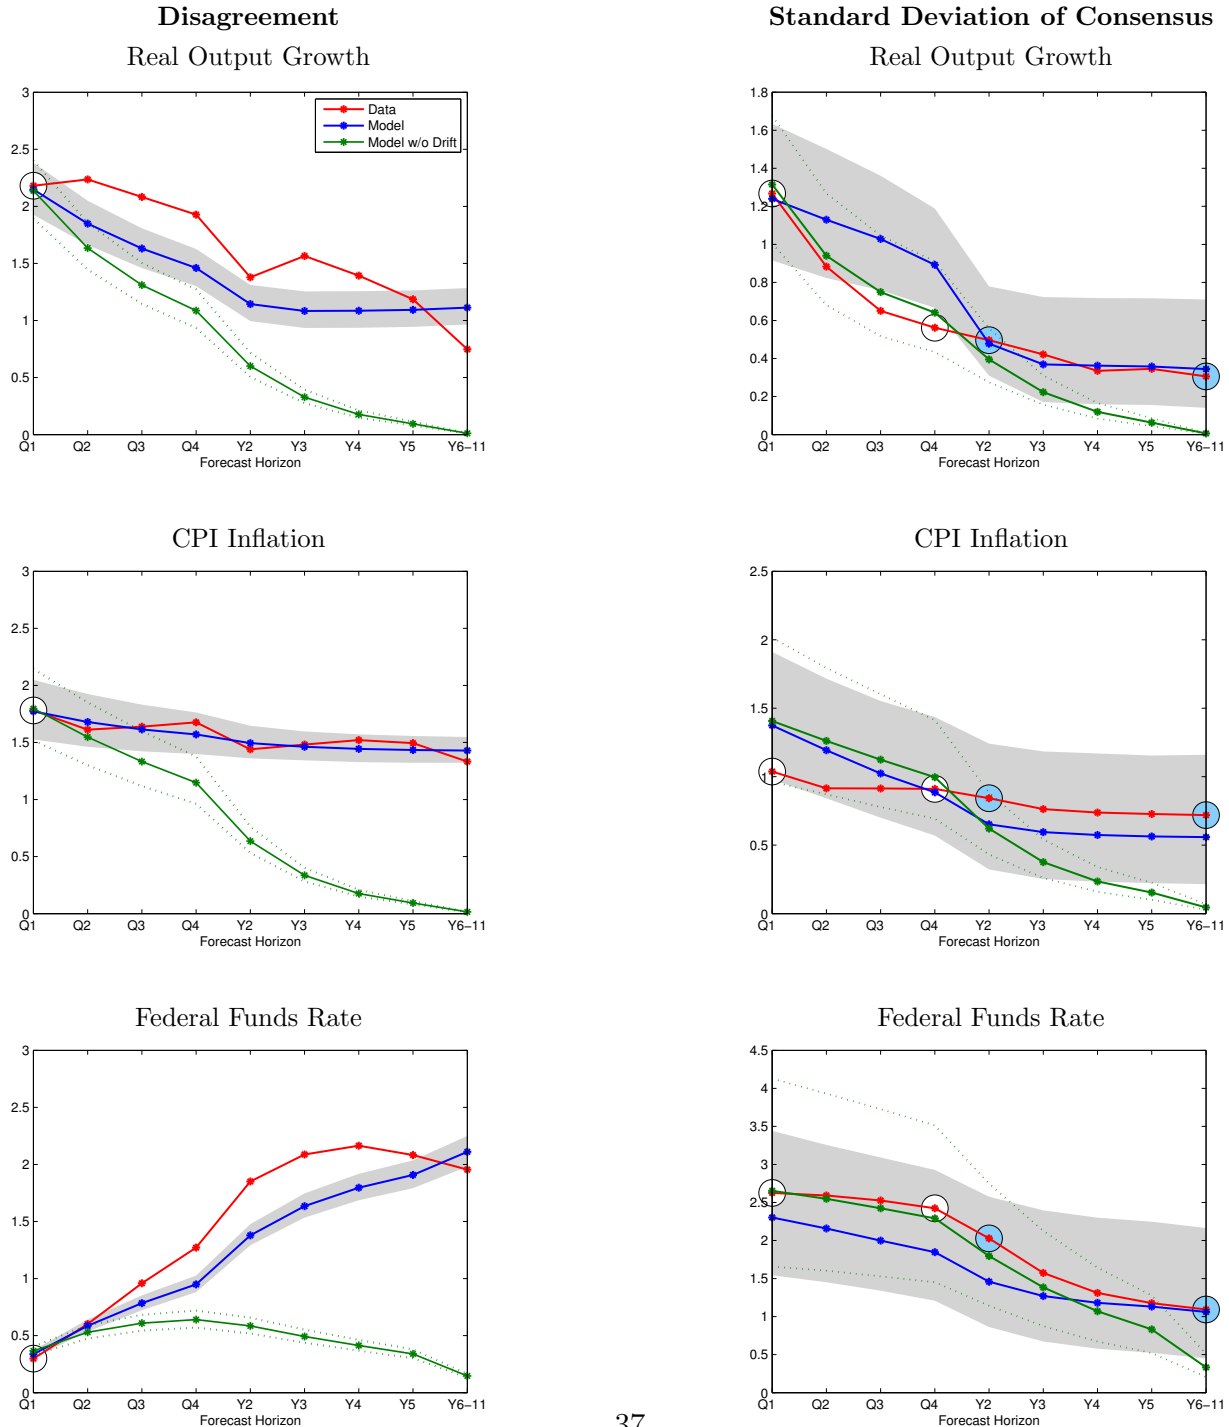 Disagreement
Standard Deviation of Consensus
Real Output Growth
Real Output Growth
3
2.5
2
1.5
1
0.5
0
Data
Model
Model w/o Drift
Q1 Q2 Q3 Q4 Y2 Y3 Y4 Y5 Y6−11
Forecast Horizon
1.8
1.6
1.4
1.2
1
0.8
0.6
0.4
0.2
0
Q1 Q2 Q3 Q4 Y2 Y3 Y4 Y5 Y6−11
Forecast Horizon
CPI Inflation
CPI Inflation
3
2.5
2
1.5
1
0.5
0
Q1 Q2 Q3 Q4 Y2 Y3 Y4 Y5 Y6−11
Forecast Horizon
2.5
2
1.5
1
0.5
0
Q1 Q2 Q3 Q4 Y2 Y3 Y4 Y5 Y6−11
Forecast Horizon
Federal Funds Rate
Federal Funds Rate
3
2.5
2
1.5
1
0.5
0
Q1 Q2 Q3 Q4 Y2 Y3 Y4 Y5 Y6−11
Forecast Horizon
4.5
4
3.5
3
2.5
2
1.5
1
0.5
0
Q1 Q2 Q3 Q4 Y2 Y3 Y4 Y5 Y6−11
Forecast Horizon
37